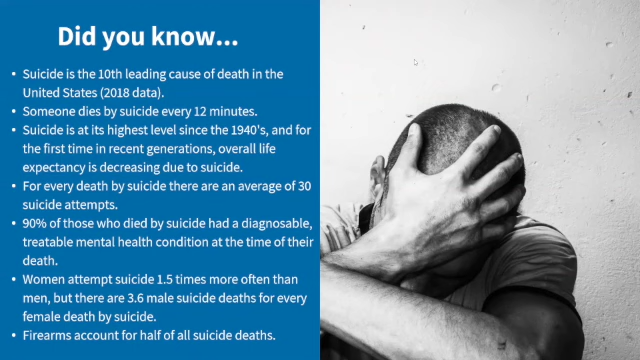 Did you know...
• Suicide is the 10th leading cause of death in the
United States (2018 data).
• Someone dies by suicide every 12 minutes.
• Suicide is at its highest level since the 1940's, and for
the first time in recent generations, overall life
expectancy is decreasing due to suicide.
• For every death by suicide there are an average of 30
suicide attempts.
• 90% of those who died by suicide had a diagnosable,
treatable mental health condition at the time of their
death.
• Women attempt suicide 1.5 times more often than
men, but there are 3.6 male suicide deaths for every
female death by suicide.
• Firearms account for half of all suicide deaths.